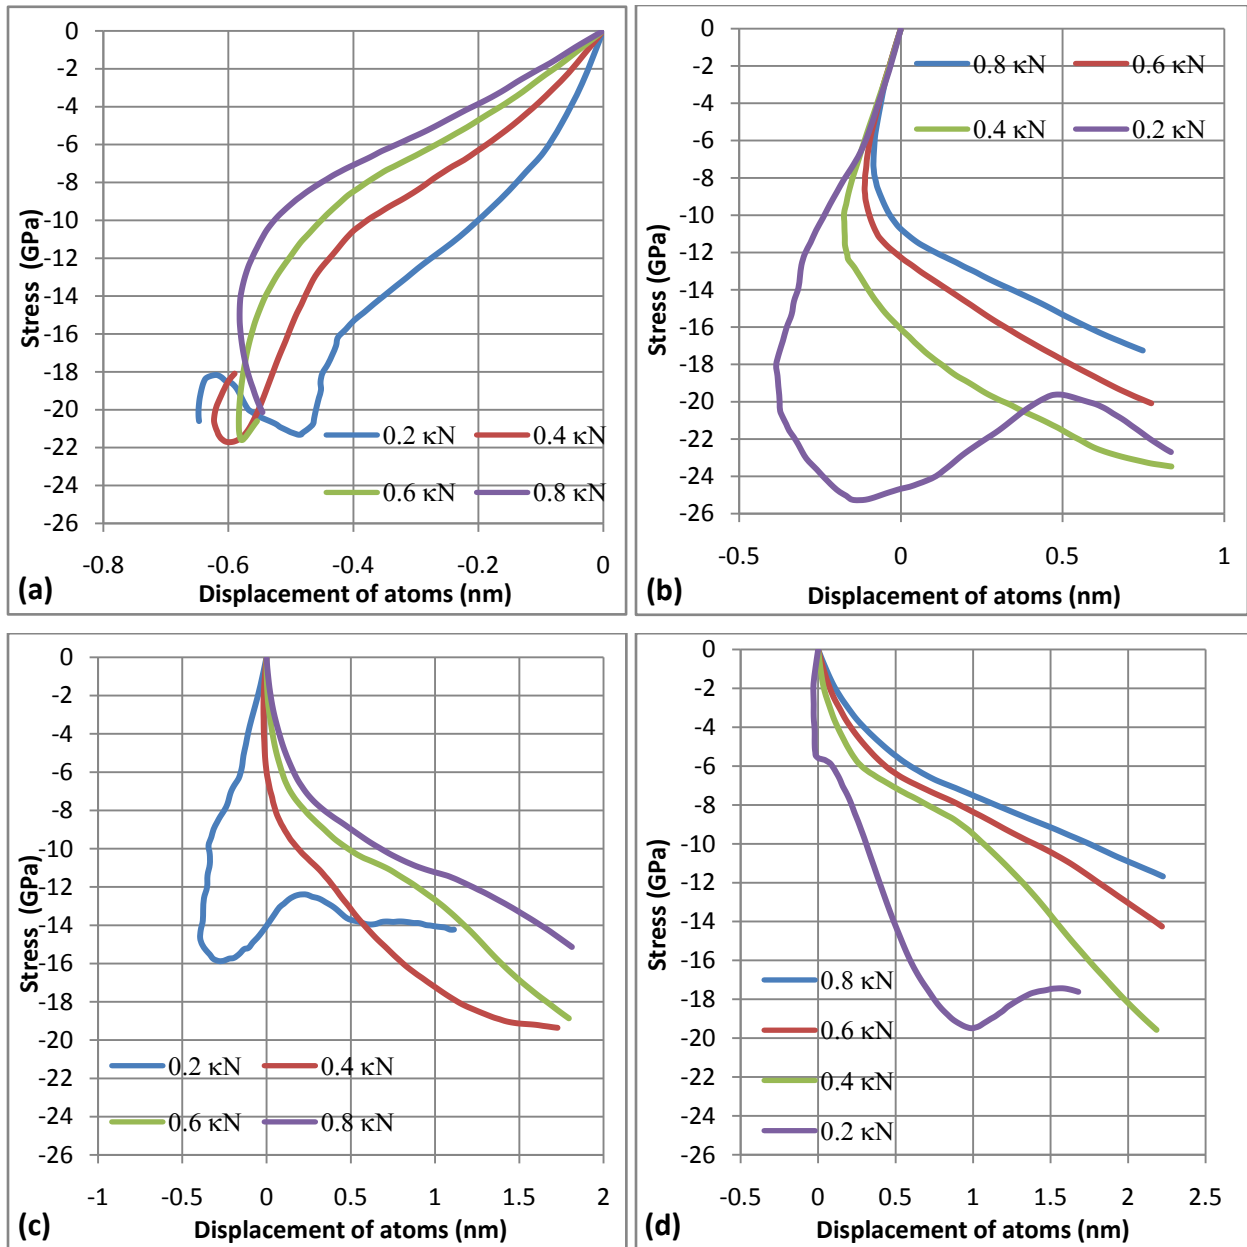 0
-2
-4
-6
-8
-10
-12
-14
-16
-18
-20
-22
-24
-26
Stress (GPa)
0.2 κN 0.4 κN
0.6 κN 0.8 κN
-0.8 -0.6 -0.4 -0.2 0
Displacement of atoms (nm)
(a)
0
-2
-4
-6
-8
-10
-12
-14
-16
-18
-20
-22
-24
-26
Stress (GPa)
0.8 κN 0.6 κN
0.4 κN 0.2 κN
-0.5 0 0.5 1
Displacement of atoms (nm)
(b)
0
-2
-4
-6
-8
-10
-12
-14
-16
-18
-20
-22
-24
-26
Stress (GPa)
0.2 κN 0.4 κN
0.6 κN 0.8 κN
-1 -0.5 0 0.5 1 1.5 2
Displacement of atoms (nm)
(c)
0
-2
-4
-6
-8
-10
-12
-14
-16
-18
-20
-22
-24
-26
Stress (GPa)
0.8 κN
0.6 κN
0.4 κN
0.2 κN
-0.5 0 0.5 1 1.5 2 2.5
Displacement of atoms (nm)
(d)